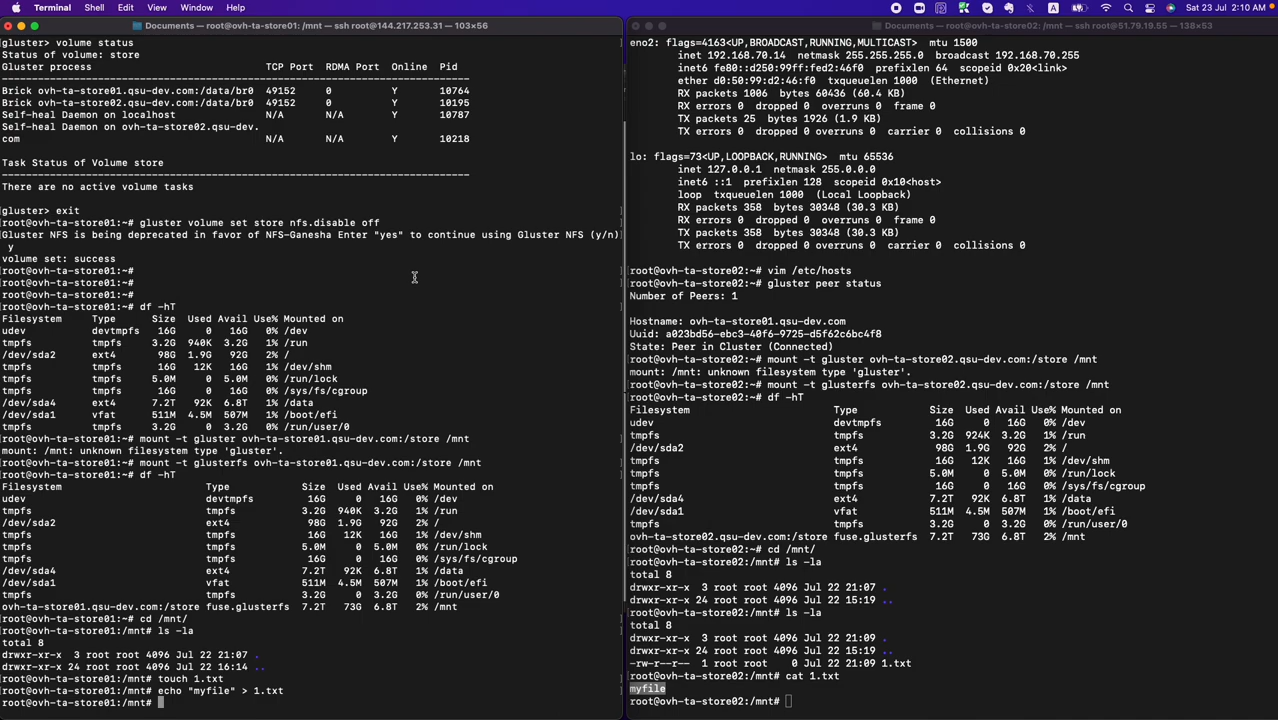 Terminal Shell Edit View Window Help Sat 23 Jul 2:10 AM
Documents — root@ovh-ta-store01: /mnt — ssh root@144.217.253.31 — 103×56
gluster> volume status
Status of volume: store
Gluster process TCP Port RDMA Port Online Pid
------------------------------------------------------------------------------
Brick ovh-ta-store01.qsu-dev.com:/data/br0 49152 0 Y 10764
Brick ovh-ta-store02.qsu-dev.com:/data/br0 49152 0 Y 10195
Self-heal Daemon on localhost N/A N/A Y 10787
Self-heal Daemon on ovh-ta-store02.qsu-dev.
com N/A N/A Y 10218
Task Status of Volume store
------------------------------------------------------------------------------
There are no active volume tasks
gluster> exit
root@ovh-ta-store01:~# gluster volume set store nfs.disable off
Gluster NFS is being deprecated in favor of NFS-Ganesha Enter "yes" to continue using Gluster NFS (y/n)
y
volume set: success
root@ovh-ta-store01:~#
root@ovh-ta-store01:~#
root@ovh-ta-store01:~#
root@ovh-ta-store01:~# df -hT
Filesystem Type Size Used Avail Use% Mounted on
udev devtmpfs 16G 0 16G 0% /dev
tmpfs tmpfs 3.2G 940K 3.2G 1% /run
/dev/sda2 ext4 98G 1.9G 92G 2% /
tmpfs tmpfs 16G 12K 16G 1% /dev/shm
tmpfs tmpfs 5.0M 0 5.0M 0% /run/lock
tmpfs tmpfs 16G 0 16G 0% /sys/fs/cgroup
/dev/sda4 ext4 7.2T 92K 6.8T 1% /data
/dev/sda1 vfat 511M 4.5M 507M 1% /boot/efi
tmpfs tmpfs 3.2G 0 3.2G 0% /run/user/0
root@ovh-ta-store01:~# mount -t gluster ovh-ta-store01.qsu-dev.com:/store /mnt
mount: /mnt: unknown filesystem type 'gluster'.
root@ovh-ta-store01:~# mount -t glusterfs ovh-ta-store01.qsu-dev.com:/store /mnt
root@ovh-ta-store01:~# df -hT
Filesystem Type Size Used Avail Use% Mounted on
udev devtmpfs 16G 0 16G 0% /dev
tmpfs tmpfs 3.2G 940K 3.2G 1% /run
/dev/sda2 ext4 98G 1.9G 92G 2% /
tmpfs tmpfs 16G 12K 16G 1% /dev/shm
tmpfs tmpfs 5.0M 0 5.0M 0% /run/lock
tmpfs tmpfs 16G 0 16G 0% /sys/fs/cgroup
/dev/sda4 ext4 7.2T 92K 6.8T 1% /data
/dev/sda1 vfat 511M 4.5M 507M 1% /boot/efi
tmpfs tmpfs 3.2G 0 3.2G 0% /run/user/0
ovh-ta-store01.qsu-dev.com:/store fuse.glusterfs 7.2T 73G 6.8T 2% /mnt
root@ovh-ta-store01:~# cd /mnt/
root@ovh-ta-store01:/mnt# ls -la
total 8
drwxr-xr-x 3 root root 4096 Jul 22 21:07 .
drwxr-xr-x 24 root root 4096 Jul 22 16:14 ..
root@ovh-ta-store01:/mnt# touch 1.txt
root@ovh-ta-store01:/mnt# echo "myfile" > 1.txt
root@ovh-ta-store01:/mnt#
Documents — root@ovh-ta-store02: /mnt — ssh root@51.79.19.55 — 138×53
eno2: flags=4163<UP,BROADCAST,RUNNING,MULTICAST> mtu 1500
inet 192.168.70.14 netmask 255.255.255.0 broadcast 192.168.70.255
inet6 fe80::d250:99ff:fed2:46f0 prefixlen 64 scopeid 0x20<link>
ether d0:50:99:d2:46:f0 txqueuelen 1000 (Ethernet)
RX packets 1006 bytes 60436 (60.4 KB)
RX errors 0 dropped 0 overruns 0 frame 0
TX packets 25 bytes 1926 (1.9 KB)
TX errors 0 dropped 0 overruns 0 carrier 0 collisions 0
lo: flags=73<UP,LOOPBACK,RUNNING> mtu 65536
inet 127.0.0.1 netmask 255.0.0.0
inet6 ::1 prefixlen 128 scopeid 0x10<host>
loop txqueuelen 1000 (Local Loopback)
RX packets 358 bytes 30348 (30.3 KB)
RX errors 0 dropped 0 overruns 0 frame 0
TX packets 358 bytes 30348 (30.3 KB)
TX errors 0 dropped 0 overruns 0 carrier 0 collisions 0
root@ovh-ta-store02:~# vim /etc/hosts
root@ovh-ta-store02:~# gluster peer status
Number of Peers: 1
Hostname: ovh-ta-store01.qsu-dev.com
Uuid: a023bd56-ebc3-40f6-9725-d5f62c6bc4f8
State: Peer in Cluster (Connected)
root@ovh-ta-store02:~# mount -t gluster ovh-ta-store02.qsu-dev.com:/store /mnt
mount: /mnt: unknown filesystem type 'gluster'.
root@ovh-ta-store02:~# mount -t glusterfs ovh-ta-store02.qsu-dev.com:/store /mnt
root@ovh-ta-store02:~# df -hT
Filesystem Type Size Used Avail Use% Mounted on
udev devtmpfs 16G 0 16G 0% /dev
tmpfs tmpfs 3.2G 924K 3.2G 1% /run
/dev/sda2 ext4 98G 1.9G 92G 2% /
tmpfs tmpfs 16G 12K 16G 1% /dev/shm
tmpfs tmpfs 5.0M 0 5.0M 0% /run/lock
tmpfs tmpfs 16G 0 16G 0% /sys/fs/cgroup
/dev/sda4 ext4 7.2T 92K 6.8T 1% /data
/dev/sda1 vfat 511M 4.5M 507M 1% /boot/efi
tmpfs tmpfs 3.2G 0 3.2G 0% /run/user/0
ovh-ta-store02.qsu-dev.com:/store fuse.glusterfs 7.2T 73G 6.8T 2% /mnt
root@ovh-ta-store02:~# cd /mnt/
root@ovh-ta-store02:/mnt# ls -la
total 8
drwxr-xr-x 3 root root 4096 Jul 22 21:07 .
drwxr-xr-x 24 root root 4096 Jul 22 15:19 ..
root@ovh-ta-store02:/mnt# ls -la
total 8
drwxr-xr-x 3 root root 4096 Jul 22 21:09 .
drwxr-xr-x 24 root root 4096 Jul 22 15:19 ..
-rw-r--r-- 1 root root 0 Jul 22 21:09 1.txt
root@ovh-ta-store02:/mnt# cat 1.txt
myfile
root@ovh-ta-store02:/mnt#